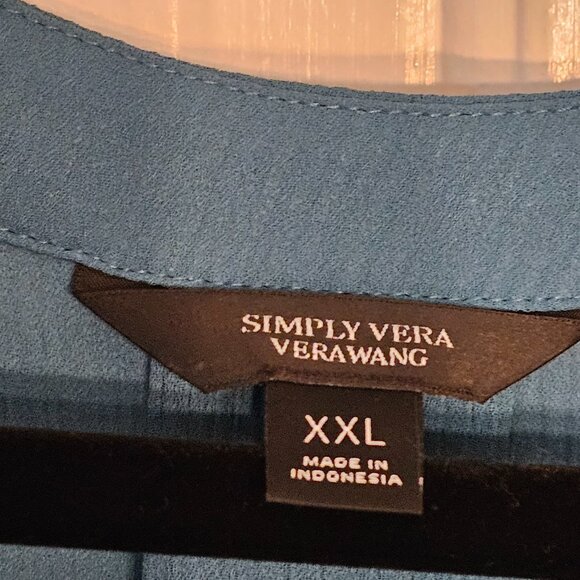 SIMPLY VERA
VERAWANG
XXL
MADE IN
INDONESIA